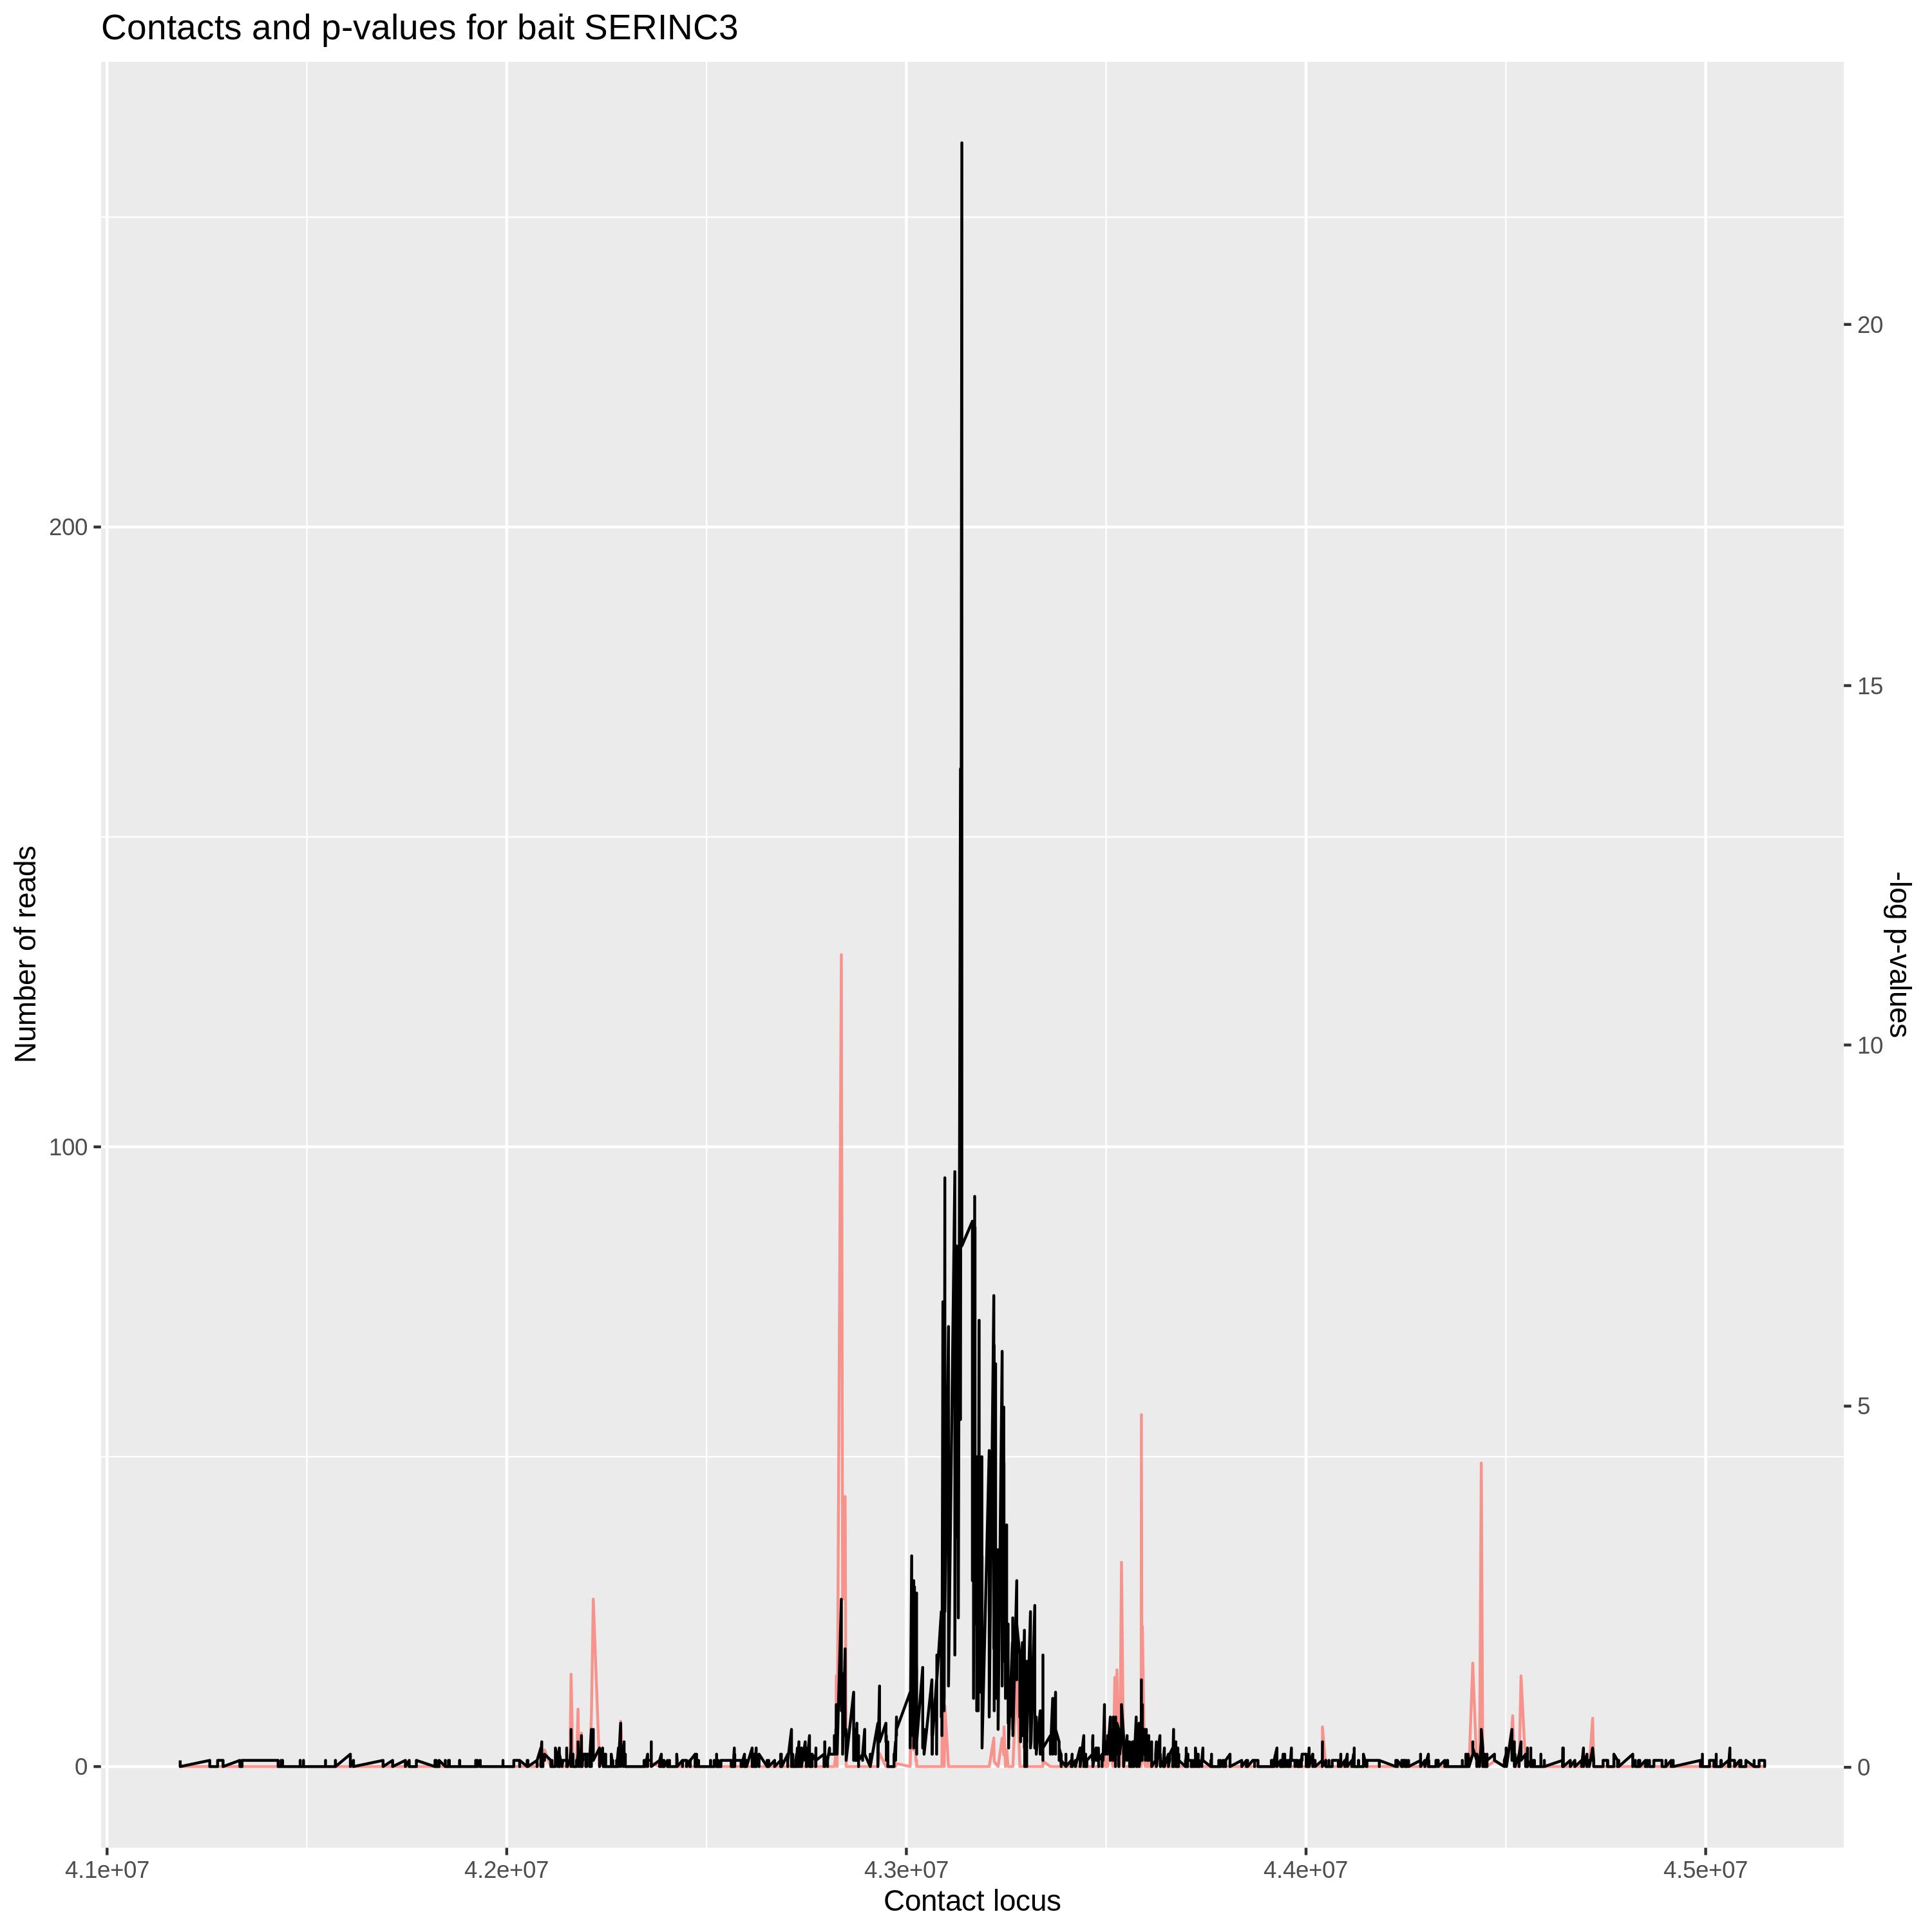 Contacts and p-values for bait SERINC3
Number of reads
200
100
0
20
15
10
5
0
-log p-values
4.1e+07
4.2e+07
4.3e+07
4.4e+07
4.5e+07
Contact locus